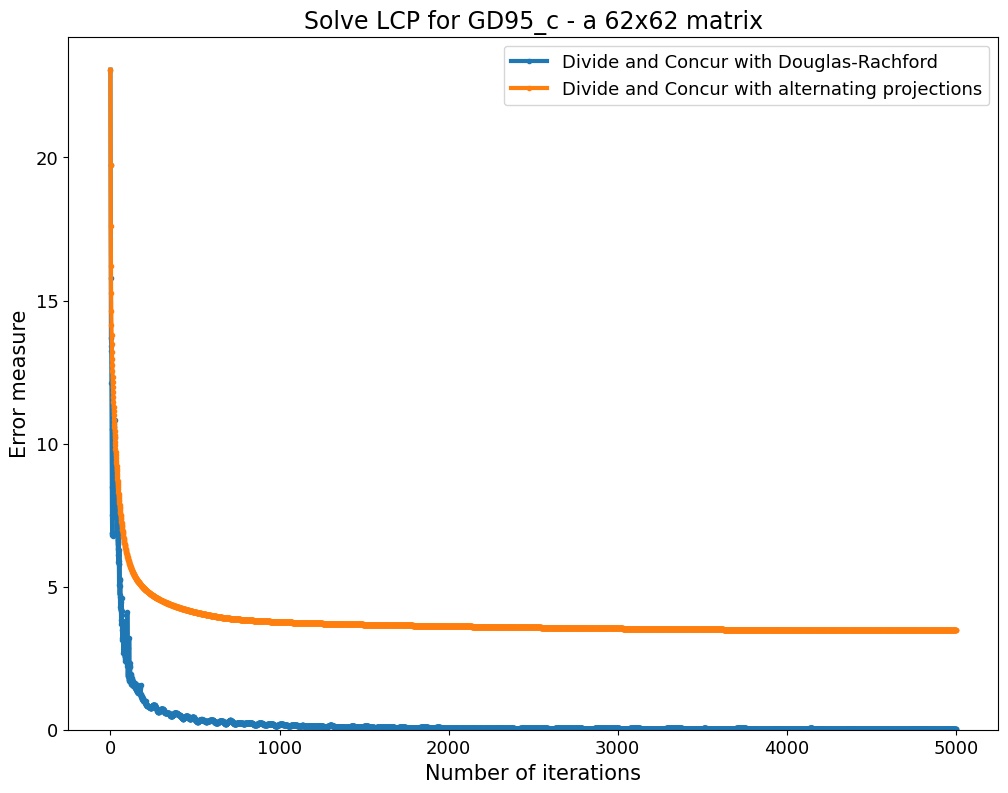 Solve LCP for GD95_c - a 62x62 matrix
Divide and Concur with Douglas-Rachford
Divide and Concur with alternating projections
Error measure
20
15
10
5
0
0 1000 2000 3000 4000 5000
Number of iterations